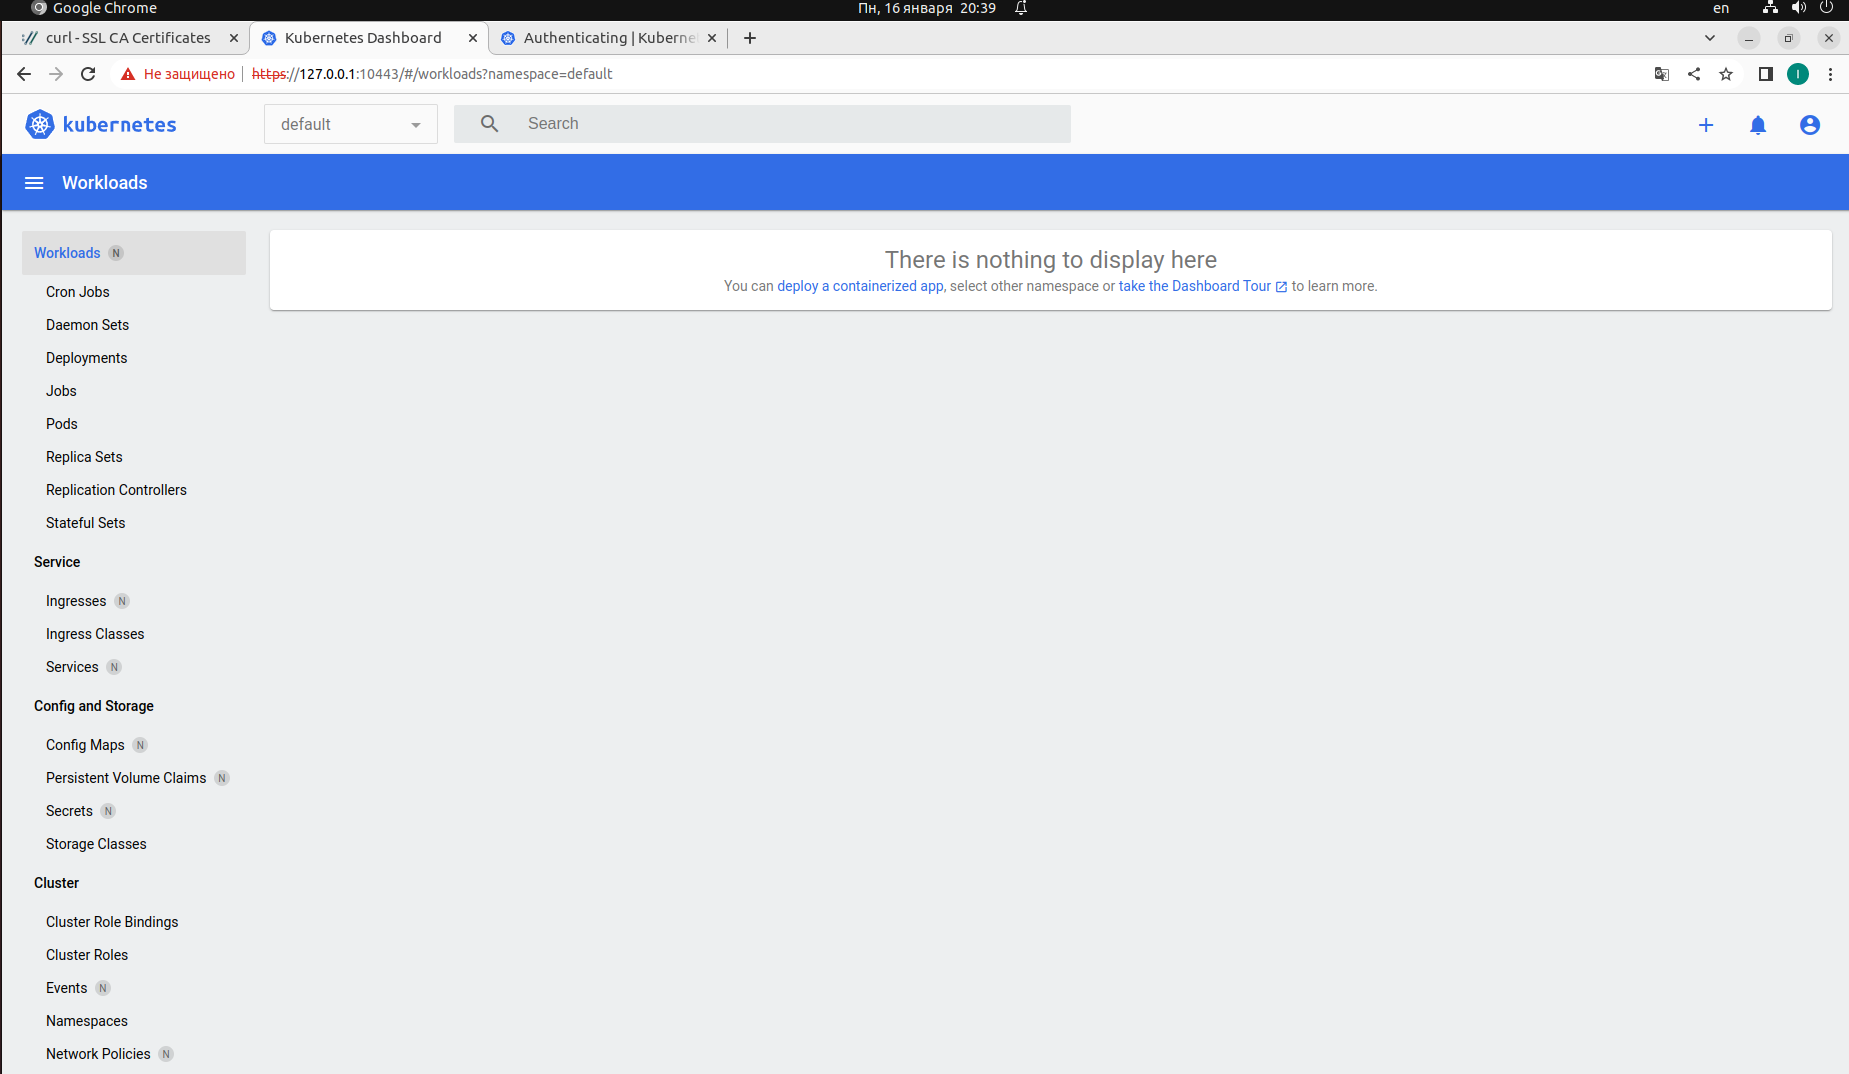 Google Chrome
Пн, 16 января 20:39
en
curl - SSL CA Certificates
Kubernetes Dashboard
Authenticating | Kuberne
Не защищено
https://127.0.0.1:10443/#/workloads?namespace=default
I
kubernetes
default
Search
Workloads
Workloads N
Cron Jobs
Daemon Sets
Deployments
Jobs
Pods
Replica Sets
Replication Controllers
Stateful Sets
Service
Ingresses N
Ingress Classes
Services N
Config and Storage
Config Maps N
Persistent Volume Claims N
Secrets N
Storage Classes
Cluster
Cluster Role Bindings
Cluster Roles
Events N
Namespaces
Network Policies N
There is nothing to display here
You can deploy a containerized app, select other namespace or take the Dashboard Tour to learn more.